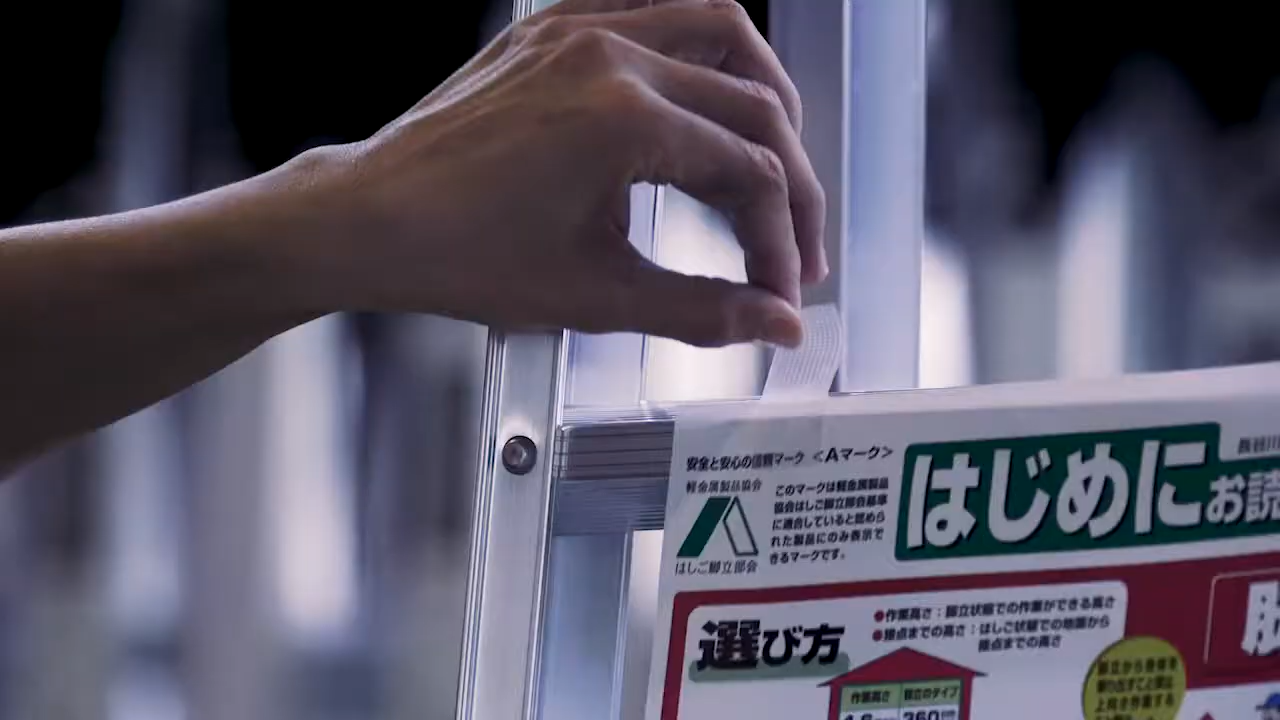 安全と安心の信頼マーク <Aマーク>
軽金属製品協会
はしご脚立部会
このマークは軽金属製品
協会はしご脚立部会基準
に適合していると認めら
れた製品にのみ表示で
きるマークです。
長谷川
はじめにお読
選び方
●作業高さ:脚立状態での作業ができる高さ
●接点までの高さ:はしご状態での地面から
接点までの高さ
作業高さ 脚立のタイプ